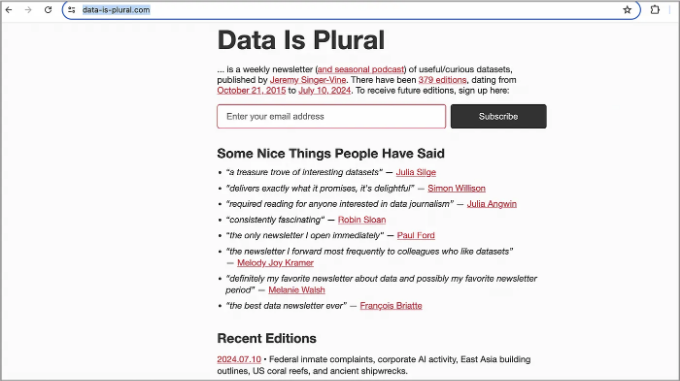 data-is-plural.com
Data Is Plural
... is a weekly newsletter (and seasonal podcast) of useful/curious datasets,
published by Jeremy Singer-Vine. There have been 379 editions, dating from
October 21, 2015 to July 10, 2024. To receive future editions, sign up here:
Enter your email address
Subscribe
Some Nice Things People Have Said
• “a treasure trove of interesting datasets” — Julia Silge
• “delivers exactly what it promises, it's delightful” — Simon Willison
• “required reading for anyone interested in data journalism” — Julia Angwin
• “consistently fascinating” — Robin Sloan
• “the only newsletter I open immediately” — Paul Ford
• “the newsletter I forward most frequently to colleagues who like datasets”
— Melody Joy Kramer
• “definitely my favorite newsletter about data and possibly my favorite newsletter
period” — Melanie Walsh
• “the best data newsletter ever” — François Briatte
Recent Editions
2024.07.10 • Federal inmate complaints, corporate AI activity, East Asia building
outlines, US coral reefs, and ancient shipwrecks.